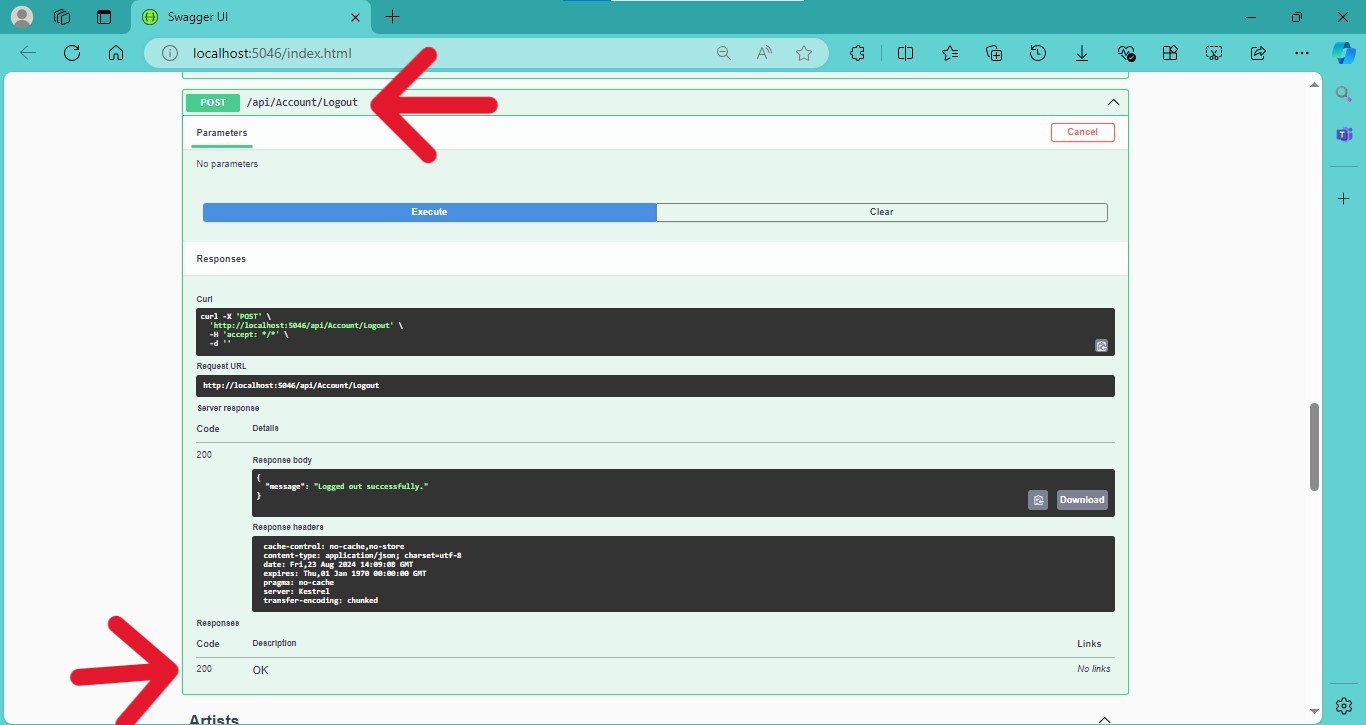 Swagger UI
localhost:5046/index.html
POST /api/Account/Logout
Parameters
Cancel
No parameters
Execute
Clear
Responses
Curl
curl -X 'POST' \
'http://localhost:5046/api/Account/Logout' \
-H 'accept: */*' \
-d ''
Request URL
http://localhost:5046/api/Account/Logout
Server response
Code Details
200
Response body
{
"message": "Logged out successfully."
}
Download
Response headers
cache-control: no-cache,no-store
content-type: application/json; charset=utf-8
date: Fri,23 Aug 2024 14:09:08 GMT
expires: Thu,01 Jan 1970 00:00:00 GMT
pragma: no-cache
server: Kestrel
transfer-encoding: chunked
Responses
Code Description Links
200 OK No links
Artists